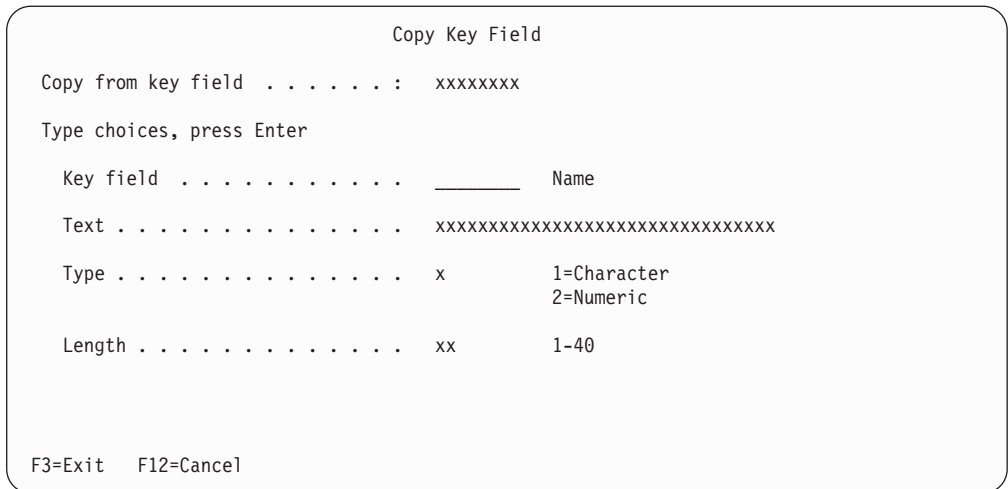 Copy Key Field
Copy from key field . . . . . . : xxxxxxxx
Type choices, press Enter
Key field . . . . . . . . . . . ________ Name
Text . . . . . . . . . . . . . . xxxxxxxxxxxxxxxxxxxxxxxxxxxxxxxx
Type . . . . . . . . . . . . . . x 1=Character
2=Numeric
Length . . . . . . . . . . . . . xx 1-40
F3=Exit F12=Cancel